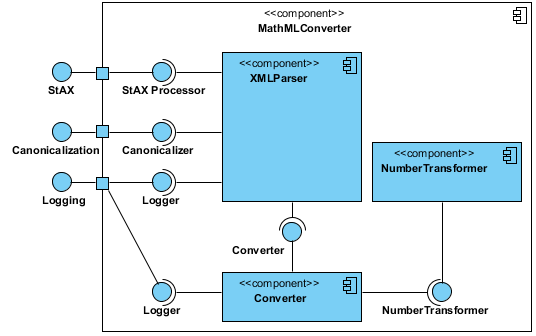 <<component>>
MathMLConverter
<<component>>
XMLParser
StAX
StAX Processor
Canonicalization
Canonicalizer
<<component>>
NumberTransformer
Logging
Logger
Converter
<<component>>
Converter
Logger
NumberTransformer